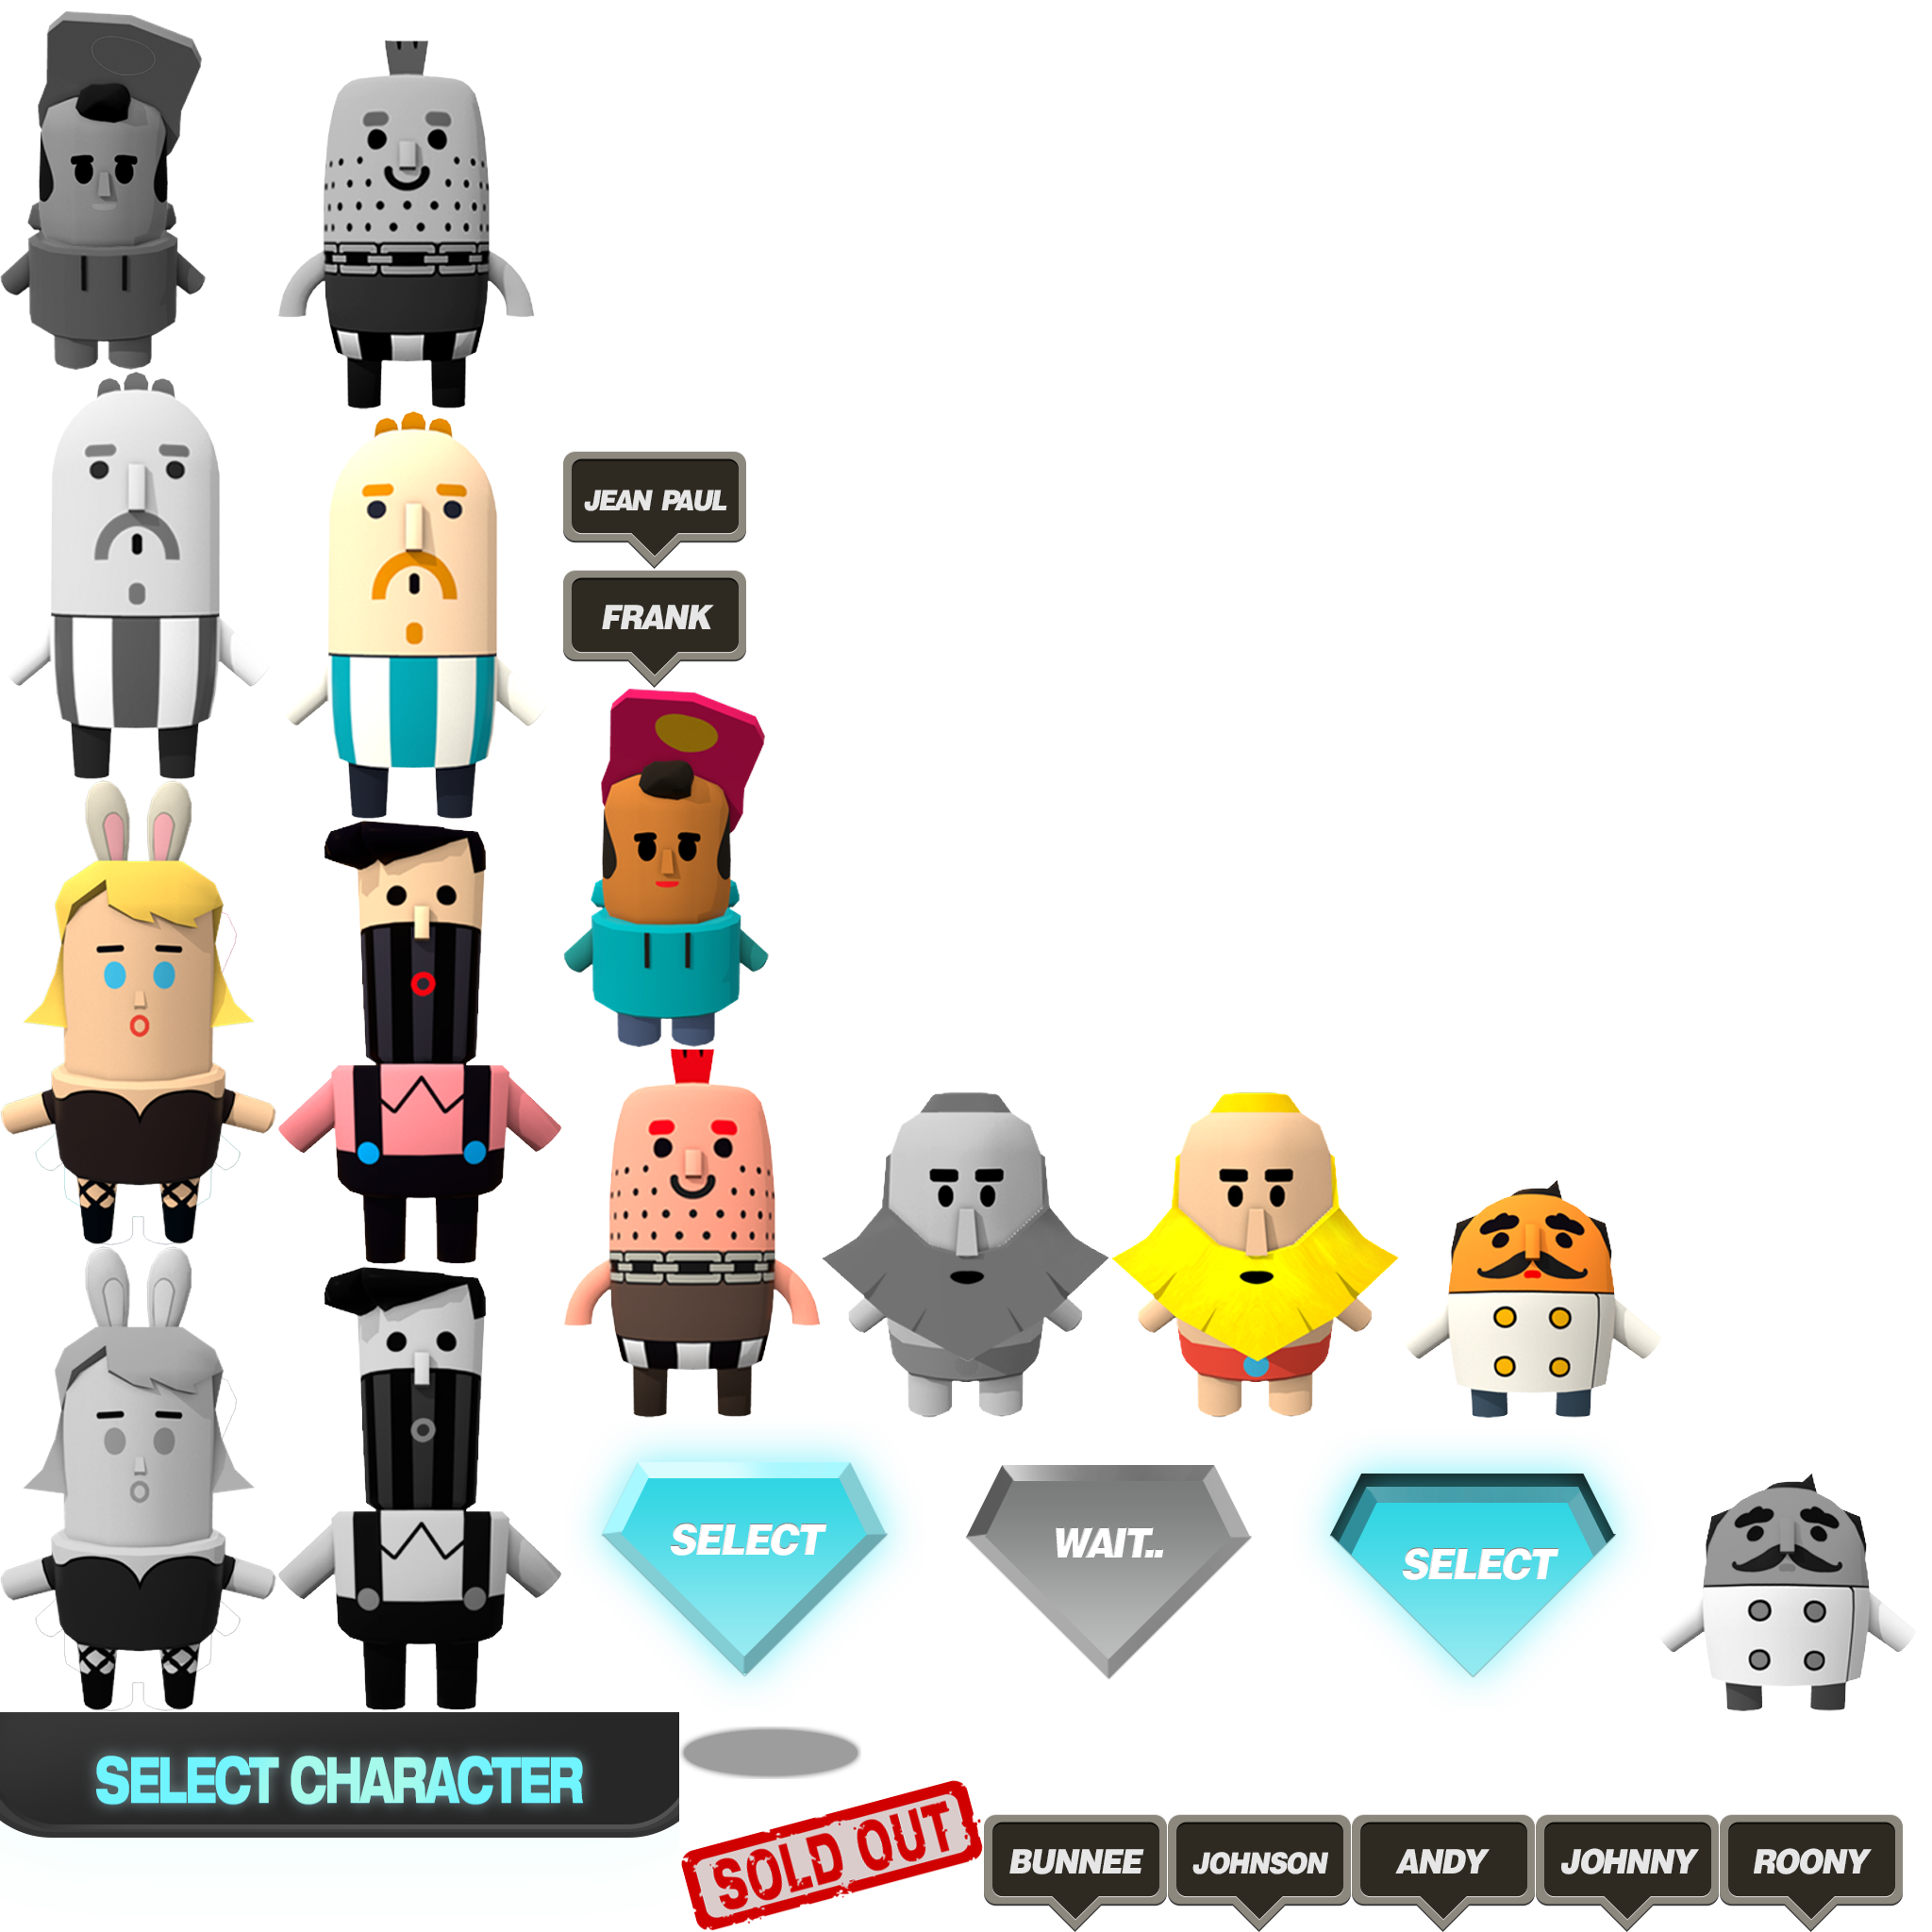 JEAN PAUL
FRANK
SELECT
WAIT..
SELECT
SELECT CHARACTER
SOLD OUT
BUNNEE
JOHNSON
ANDY
JOHNNY
ROONY